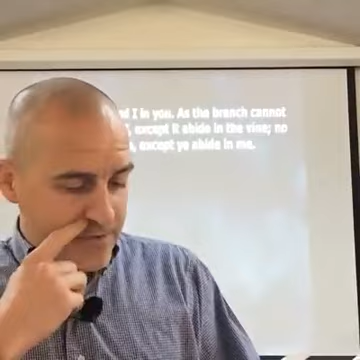 I in you. As the branch cannot
except it abide in the vine; no
except ye abide in me.